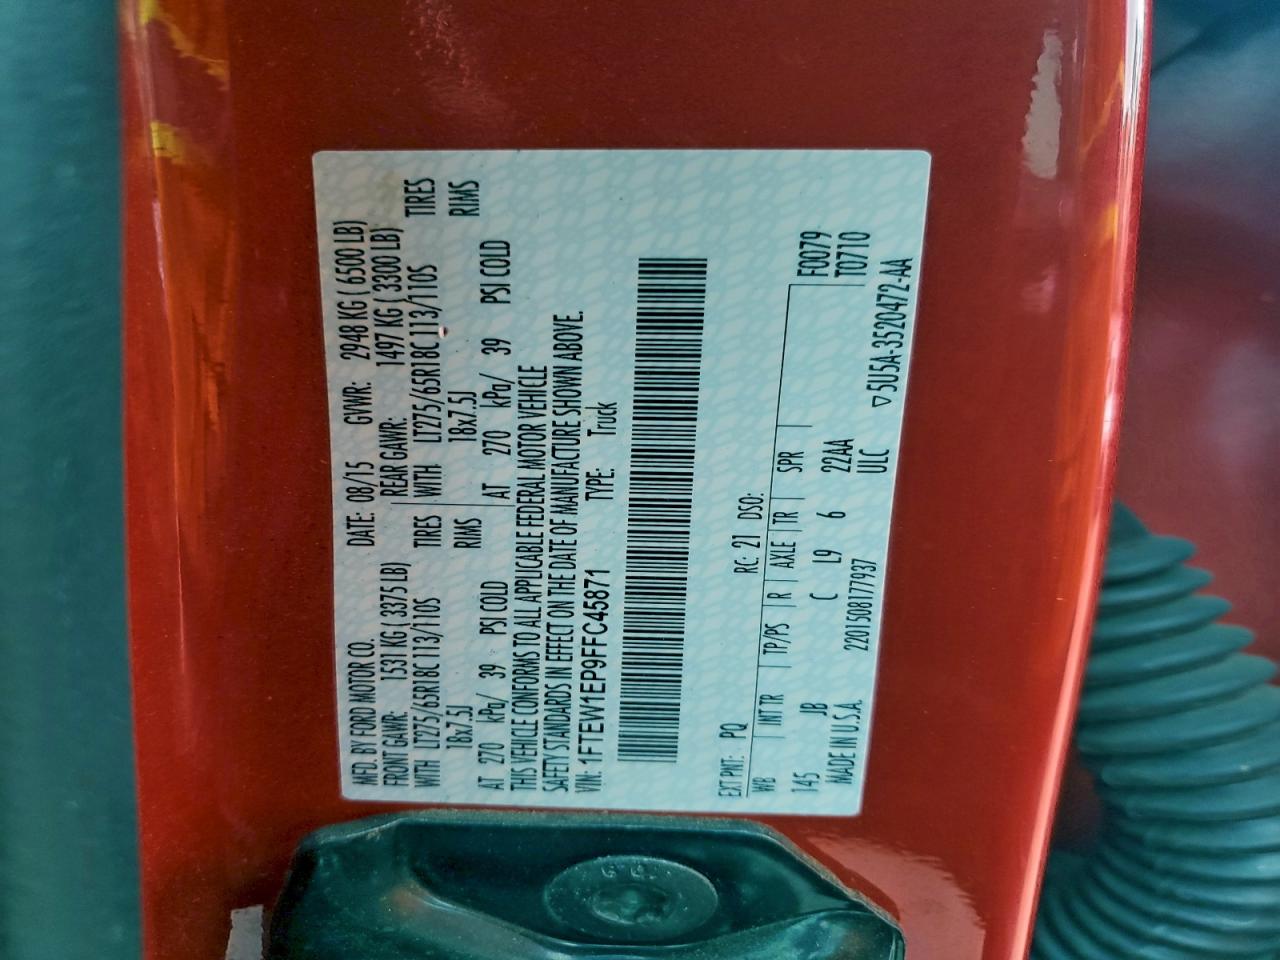 MFD. BY FORD MOTOR CO.
DATE: 08/15 GVWR: 2948 KG ( 6500 LB)
FRONT GAWR: 1531 KG ( 3375 LB) REAR GAWR: 1497 KG ( 3300 LB)
WITH LT275/65R18C 113/110S TIRES WITH LT275/65R18C 113/110S TIRES
18x7.5J RIMS 18x7.5J RIMS
AT 270 kPa/ 39 PSI COLD AT 270 kPa/ 39 PSI COLD
THIS VEHICLE CONFORMS TO ALL APPLICABLE FEDERAL MOTOR VEHICLE
SAFETY STANDARDS IN EFFECT ON THE DATE OF MANUFACTURE SHOWN ABOVE.
VIN: 1FTEW1EP9FFC45871 TYPE: Truck
EXT PNT: PQ RC: 21 DSO:
WB INT TR TP/PS R AXLE TR SPR F0079
T0710
145 JB C L9 6 22AA
ULC
MADE IN U.S.A. 2201508177937
▽5U5A-3520472-AA